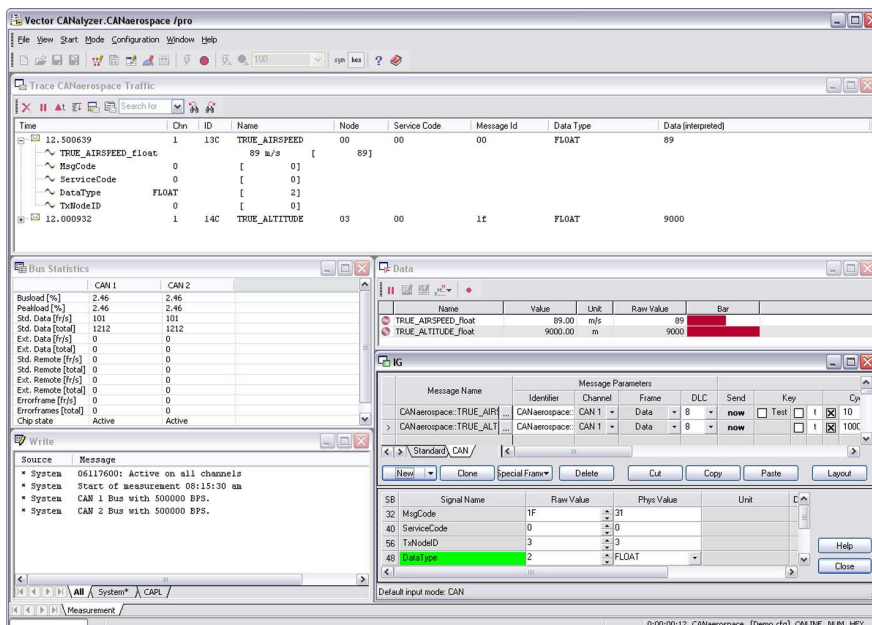 Vector CANalyzer.CANaerospace /pro
File View Start Mode Configuration Window Help
100 sym hex ?
Trace CANaerospace Traffic
Search for
Time Chn ID Name Node Service Code Message Id Data Type Data (interpreted)
12.500639 1 13C TRUE_AIRSPEED 00 00 00 FLOAT 89
TRUE_AIRSPEED_float 89 m/s [ 89]
MsgCode 0 [ 0]
ServiceCode 0 [ 0]
DataType FLOAT [ 2]
TxNodeID 0 [ 0]
12.000932 1 14C TRUE_ALTITUDE 03 00 1f FLOAT 9000
Bus Statistics
CAN 1 CAN 2
Busload [%] 2.46 2.46
Peakload [%] 2.46 2.46
Std. Data [fr/s] 101 101
Std. Data [total] 1212 1212
Ext. Data [fr/s] 0 0
Ext. Data [total] 0 0
Std. Remote [fr/s] 0 0
Std. Remote [total] 0 0
Ext. Remote [fr/s] 0 0
Ext. Remote [total] 0 0
Errorframe [fr/s] 0 0
Errorframes [total] 0 0
Chip state Active Active
Data
Name Value Unit Raw Value Bar
TRUE_AIRSPEED_float 89.00 m/s 89
TRUE_ALTITUDE_float 9000.00 m 9000
IG
Message Name Message Parameters
Identifier Channel Frame DLC Send Key Cyc
CANaerospace::TRUE_AIRS ... CANaerospace:: CAN 1 Data 8 now Test t 10
CANaerospace::TRUE_ALT ... CANaerospace:: CAN 1 Data 8 now t 1000
Standard CAN
New Clone Special Frame Delete Cut Copy Paste Layout
SB Signal Name Raw Value Phys Value Unit
32 MsgCode 1F 31
40 ServiceCode 0 0
56 TxNodeID 3 3
48 DataType 2 FLOAT
Help
Close
Default input mode: CAN
Write
Source Message
System 06117600: Active on all channels
System Start of measurement 08:15:30 am
System CAN 1 Bus with 500000 BPS.
System CAN 2 Bus with 500000 BPS.
All System* CAPL
Measurement
0:00:00:12 CANaerospace [Demo.cfg] ONLINE NUM HEX